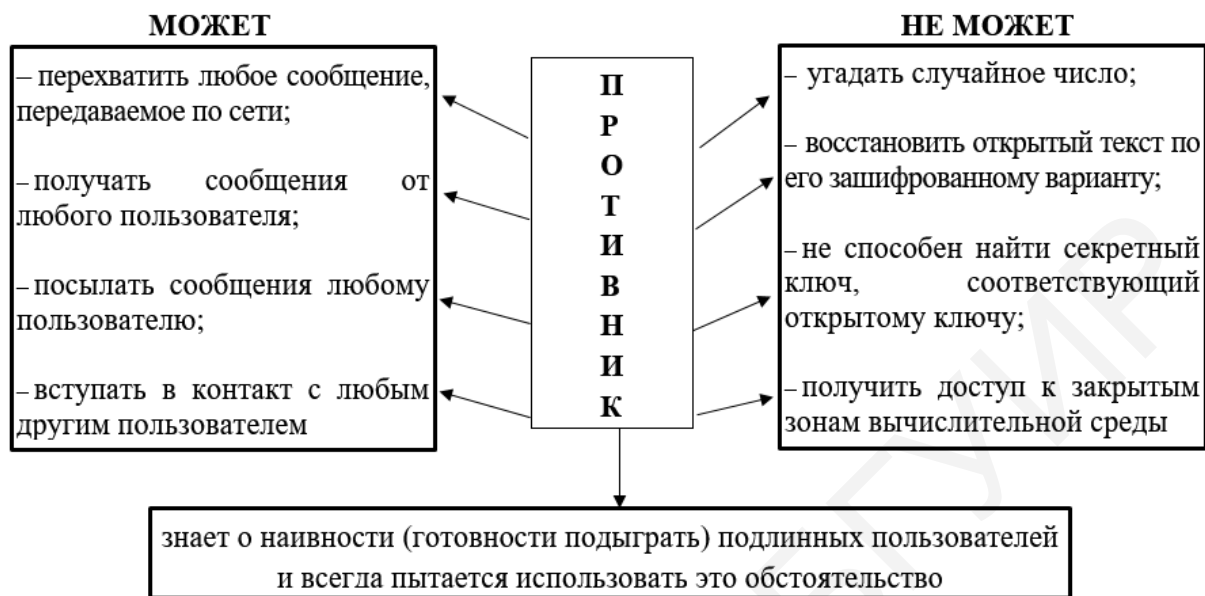 МОЖЕТ
– перехватить любое сообщение,
передаваемое по сети;
– получать сообщения от
любого пользователя;
– посылать сообщения любому
пользователю;
– вступать в контакт с любым
другим пользователем
П
Р
О
Т
И
В
Н
И
К
НЕ МОЖЕТ
– угадать случайное число;
– восстановить открытый текст по
его зашифрованному варианту;
– не способен найти секретный
ключ, соответствующий
открытому ключу;
– получить доступ к закрытым
зонам вычислительной среды
знает о наивности (готовности подыграть) подлинных пользователей
и всегда пытается использовать это обстоятельство
БГУИР